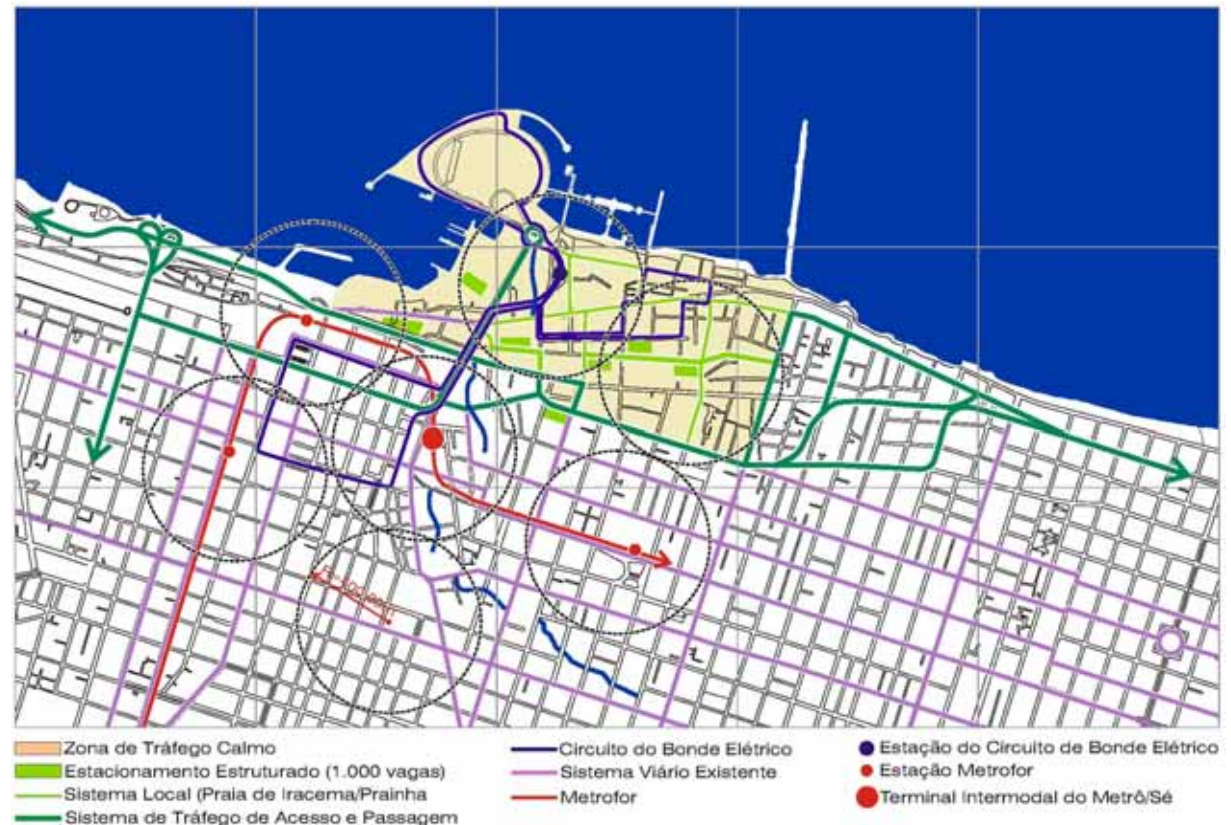 Zona de Tráfego Calmo
Estacionamento Estruturado (1.000 vagas)
Sistema Local (Praia de Iracema/Prainha
Sistema de Tráfego de Acesso e Passagem
Circuito do Bonde Elétrico
Sistema Viário Existente
Metrofor
Estação do Circuito de Bonde Elétrico
Estação Metrofor
Terminal Intermodal do Metrô/Sé